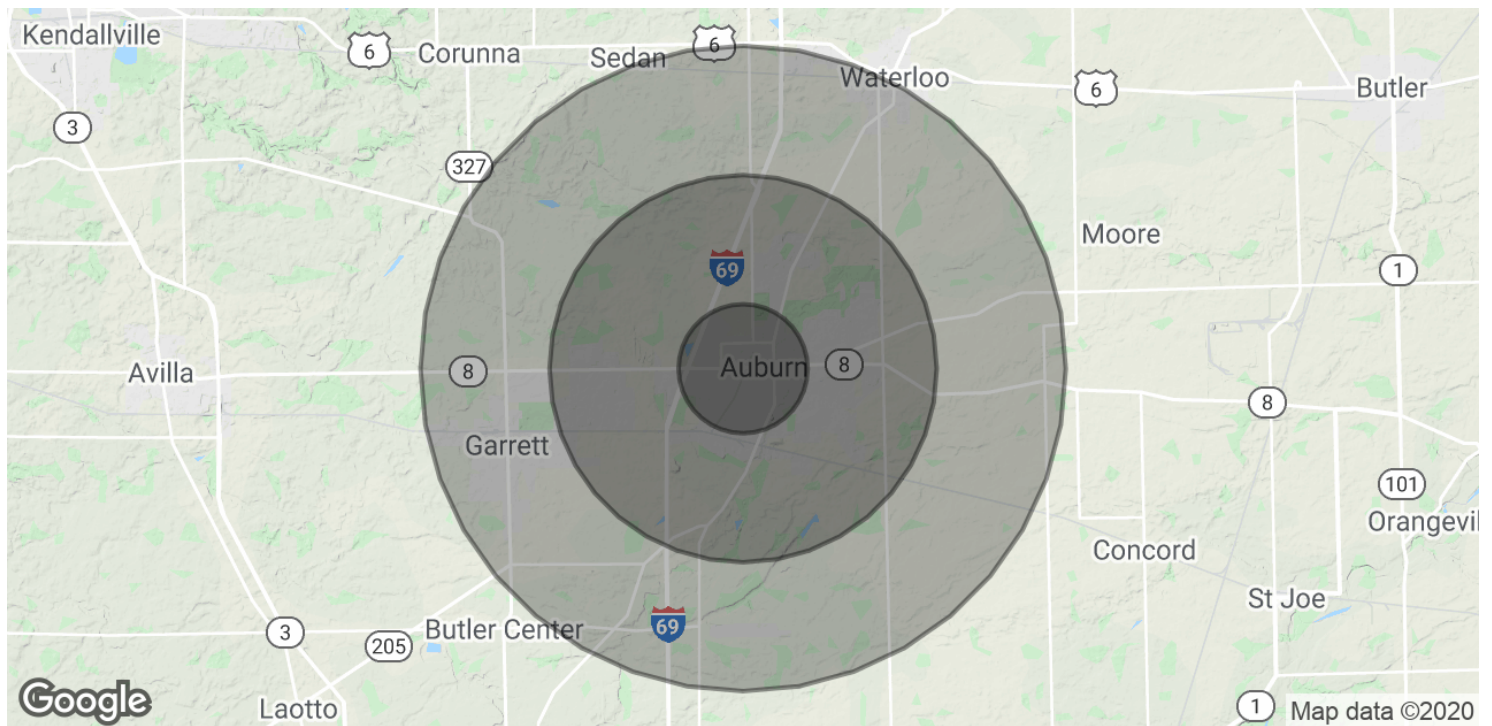 Kendallville
6
Corunna
Sedan
6
Waterloo
6
Butler
3
327
Moore
69
1
Avilla
8
Auburn
8
8
Garrett
101
Orangevil
Concord
St Joe
3
205
Butler Center
69
Laotto
1
Google
Map data ©2020